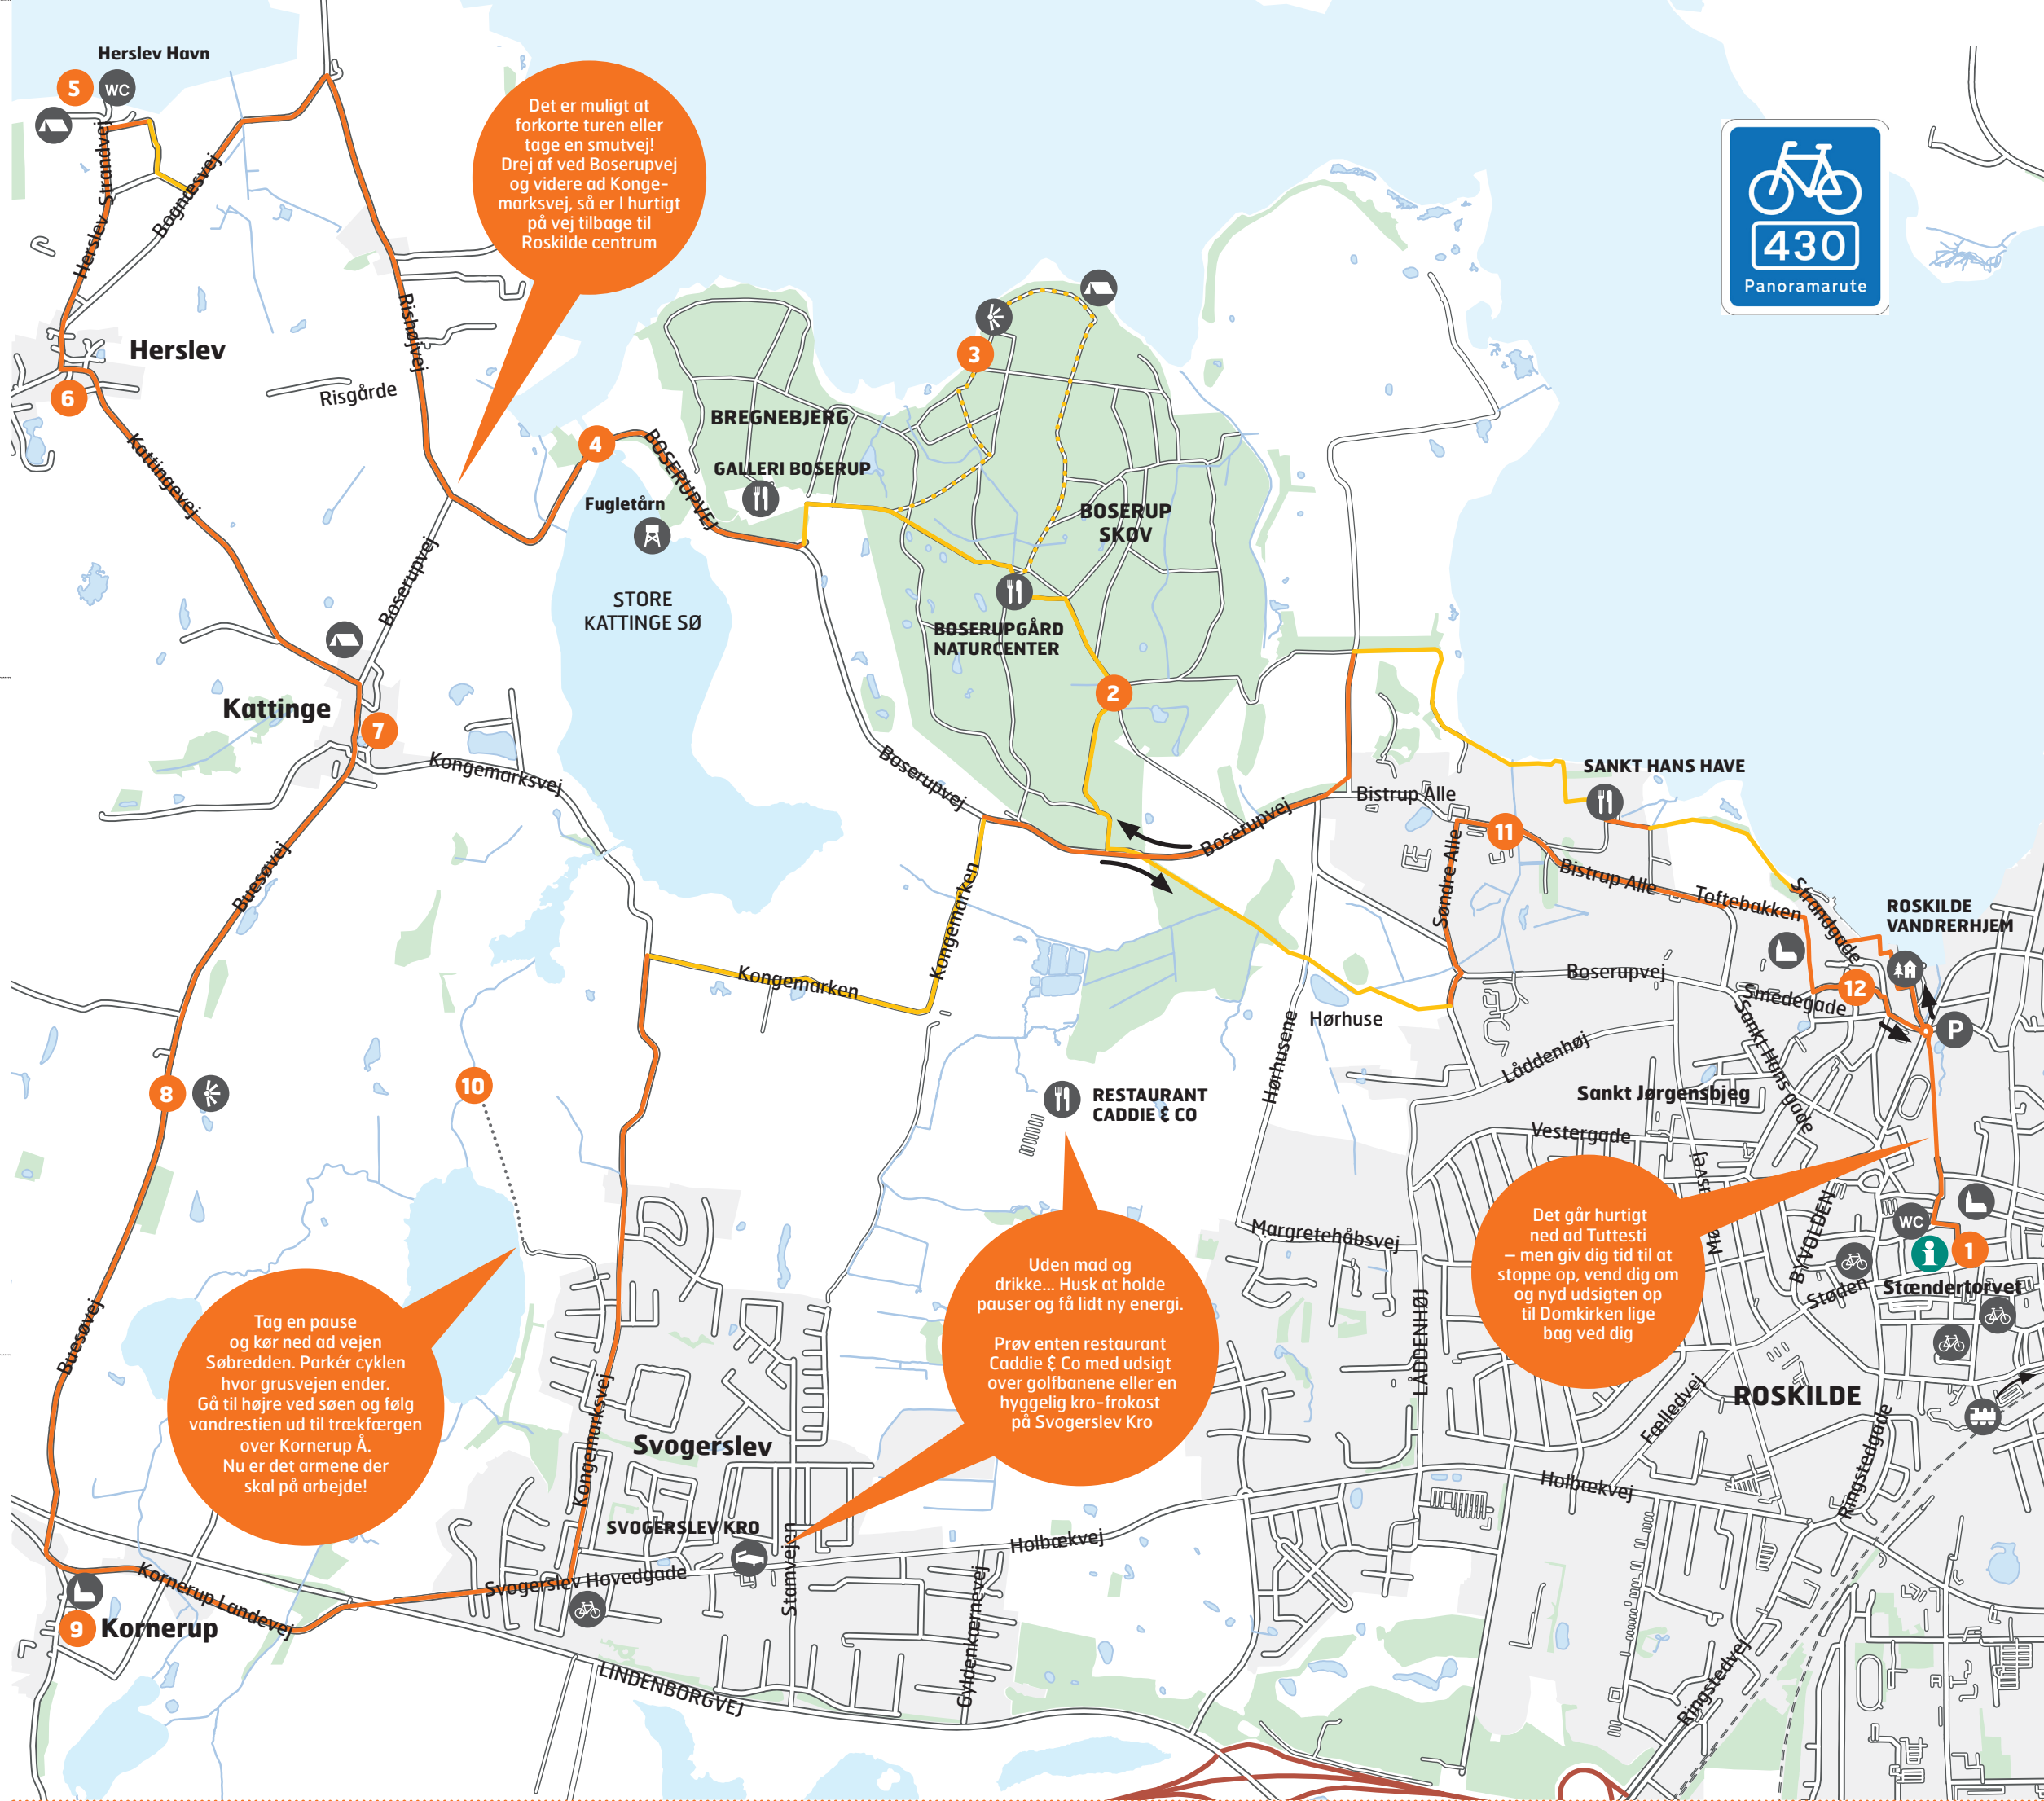 Herslev Havn
5
WC
Herslev Strandvej
Bognæsvej
Det er muligt at
forkorte turen eller
tage en smutvej!
Drej af ved Boserupvej
og videre ad Konge-
marksvej, så er I hurtigt
på vej tilbage til
Roskilde centrum
430
Panoramarute
Rishøjvej
Herslev
6
Risgårde
Kattingevej
3
BREGNEBJERG
4
BOSERUPVEJ
GALLERI BOSERUP
Fugletårn
BOSERUP
SKOV
Boserupvej
STORE
KATTINGE SØ
BOSERUPGÅRD
NATURCENTER
2
Kattinge
7
Kongemarksvej
Boserupvej
Boserupvej
Bistrup Alle
SANKT HANS HAVE
11
Søndre Alle
Bistrup Alle
Toftebakken
Strandgade
ROSKILDE
VANDRERHJEM
Buesøvej
Kongemarken
Kongemarken
Boserupvej
Smedegade
12
P
Hørhuse
Hørhusene
Låddenhøj
Sankt Hans gade
Sankt Jørgensbjeg
Vestergade
8
10
RESTAURANT
CADDIE & CO
Det går hurtigt
ned ad Tuttesti
– men giv dig tid til at
stoppe op, vend dig om
og nyd udsigten op
til Domkirken lige
bag ved dig
BYVOLDEN
WC
1
Støden
Stændertorvet
Margretehåbsvej
LÅDDENHØJ
Uden mad og
drikke... Husk at holde
pauser og få lidt ny energi.
Prøv enten restaurant
Caddie & Co med udsigt
over golfbanene eller en
hyggelig kro-frokost
på Svogerslev Kro
Tag en pause
og kør ned ad vejen
Søbredden. Parkér cyklen
hvor grusvejen ender.
Gå til højre ved søen og følg
vandrestien ud til trækfærgen
over Kornerup Å.
Nu er det armene der
skal på arbejde!
Buesøvej
Kongemarksvej
Svogerslev
ROSKILDE
Fælledvej
Ringstedgade
Holbækvej
SVOGERSLEV KRO
Holbækvej
Stamvejen
Svogerslev Hovedgade
Gyldenkærnevej
Kornerup Landevej
9
Kornerup
LINDENBORGVEJ
Ringstedvej